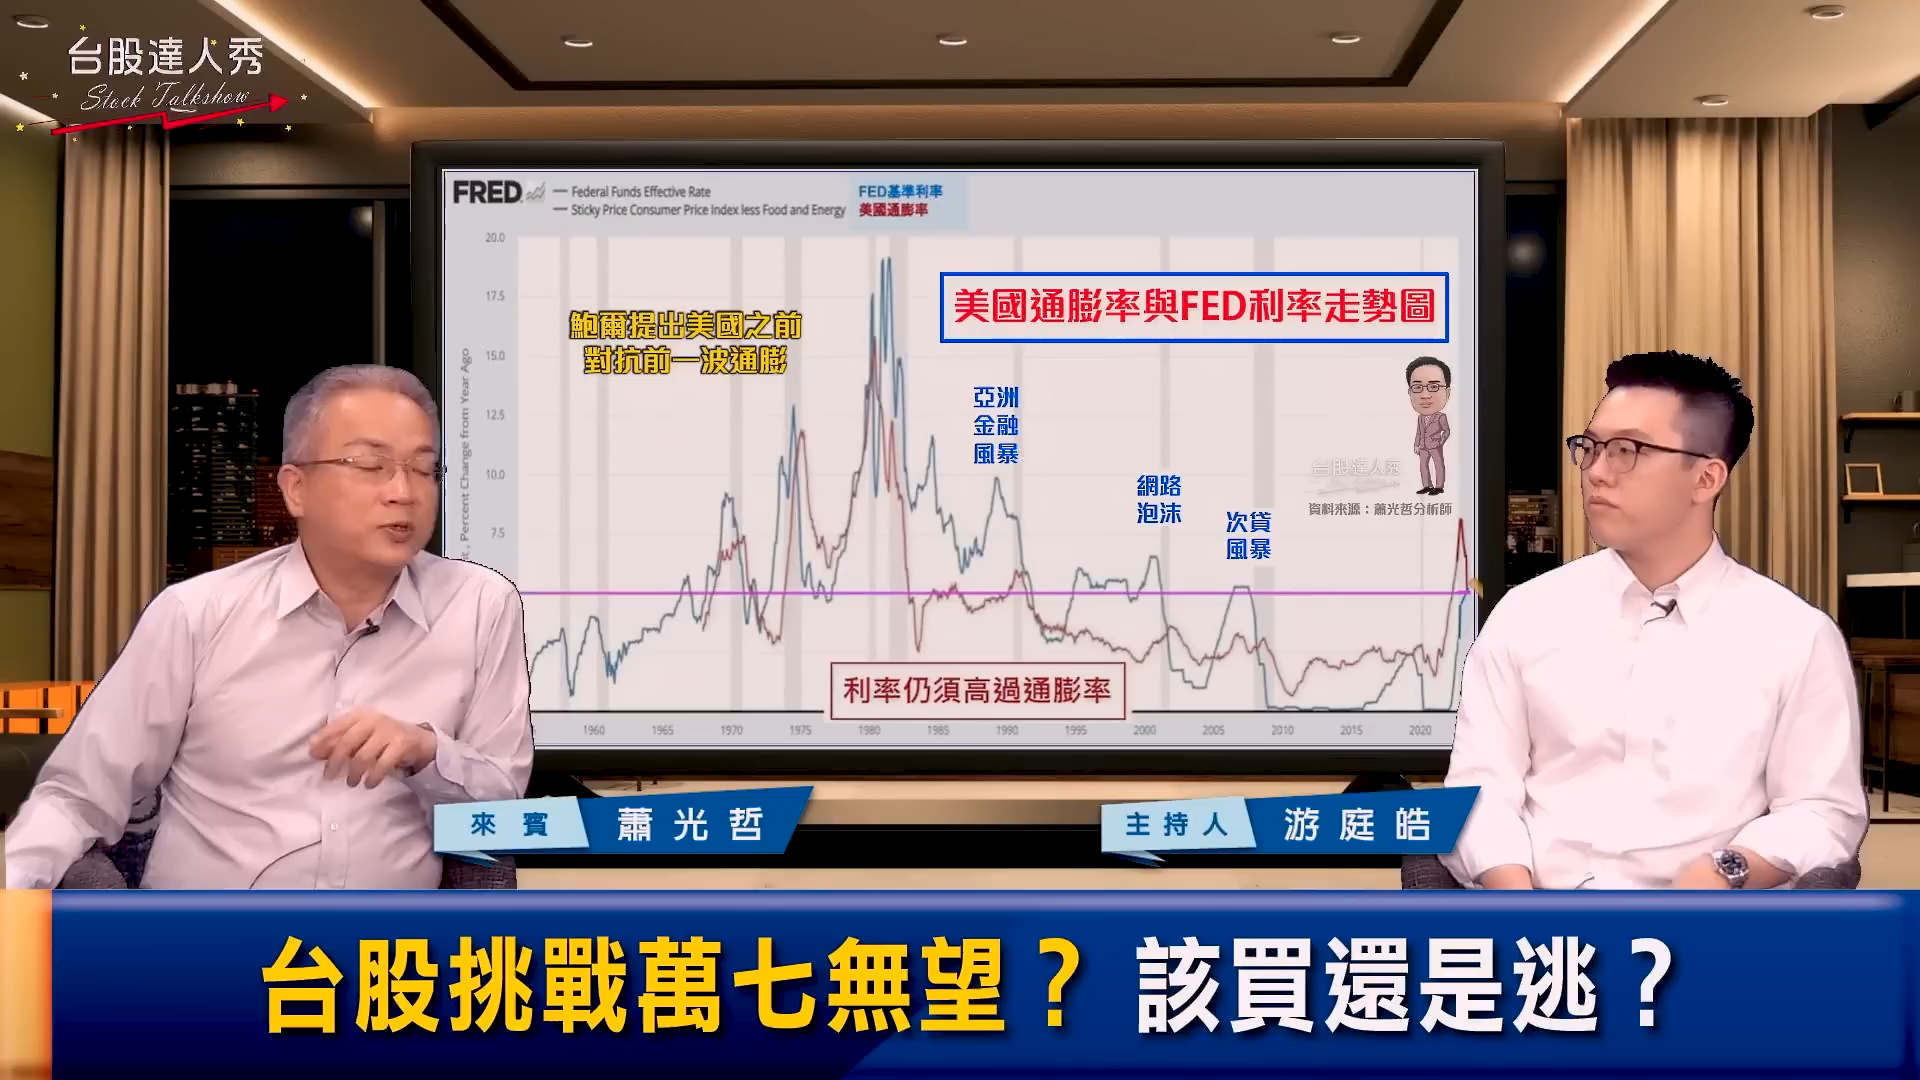 台股達人秀
Stock Talkshow
FRED
Federal Funds Effective Rate
Sticky Price Consumer Price Index less Food and Energy
FED基準利率
美國通膨率
20.0
17.5
15.0
12.5
10.0
7.5
, Percent Change from Year Ago
美國通膨率與FED利率走勢圖
鮑爾提出美國之前
對抗前一波通膨
亞洲
金融
風暴
網路
泡沫
次貸
風暴
台股達人秀
資料來源：蕭光哲分析師
利率仍須高過通膨率
1960 1965 1970 1975 1980 1985 1990 1995 2000 2005 2010 2015 2020
來賓 蕭光哲
主持人 游庭皓
台股挑戰萬七無望？ 該買還是逃？